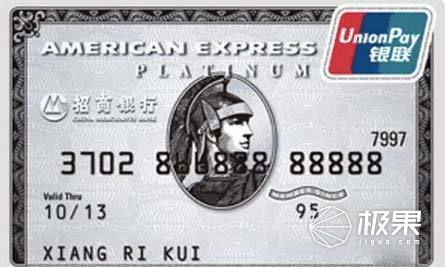 AMERICAN EXPRESS
PLATINUM
UnionPay
银联
招商银行
CHINA MERCHANTS BANK
7997
3702 866888 88888
Valid Thru
MEMBER SINCE
10/13
95
XIANG RI KUI
极果
jiguo.com